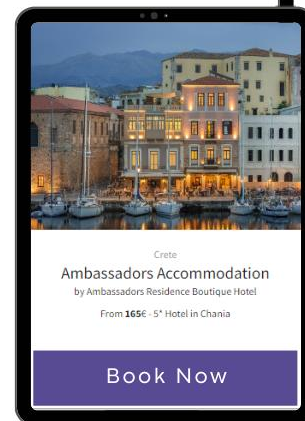 Crete
Ambassadors Accommodation
by Ambassadors Residence Boutique Hotel
From 165€ - 5* Hotel in Chania
Book Now